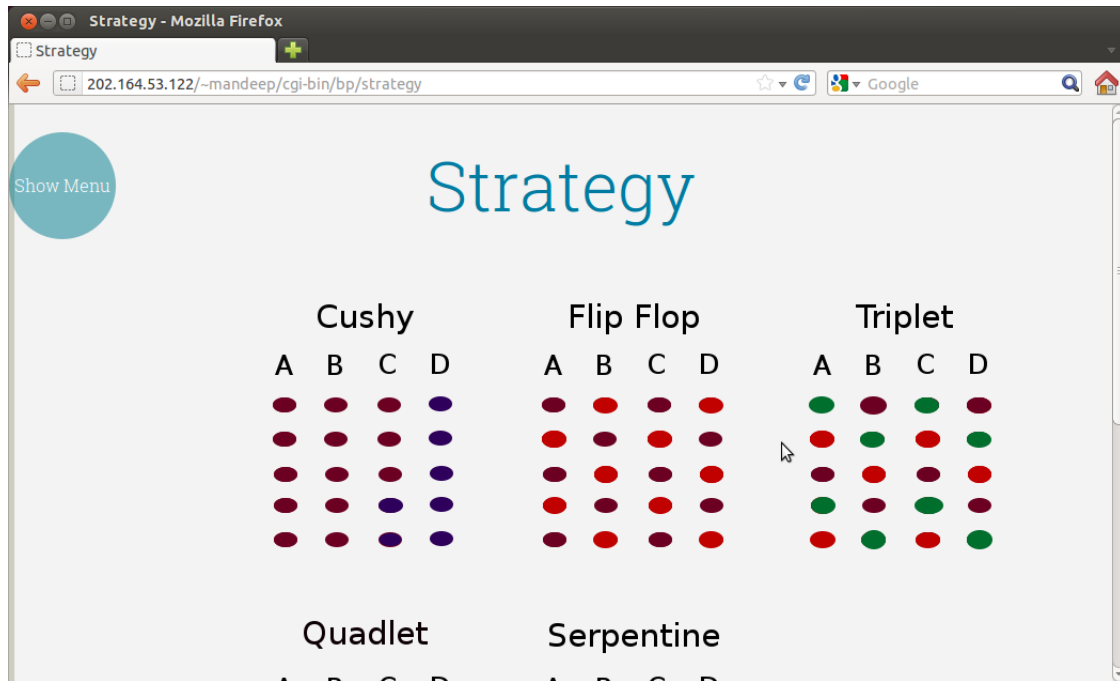 Strategy - Mozilla Firefox
Strategy
202.164.53.122/~mandeep/cgi-bin/bp/strategy
Google
Show Menu
Strategy
Cushy
Flip Flop
Triplet
A B C D
A B C D
A B C D
Quadlet
Serpentine
A B C D
A B C D